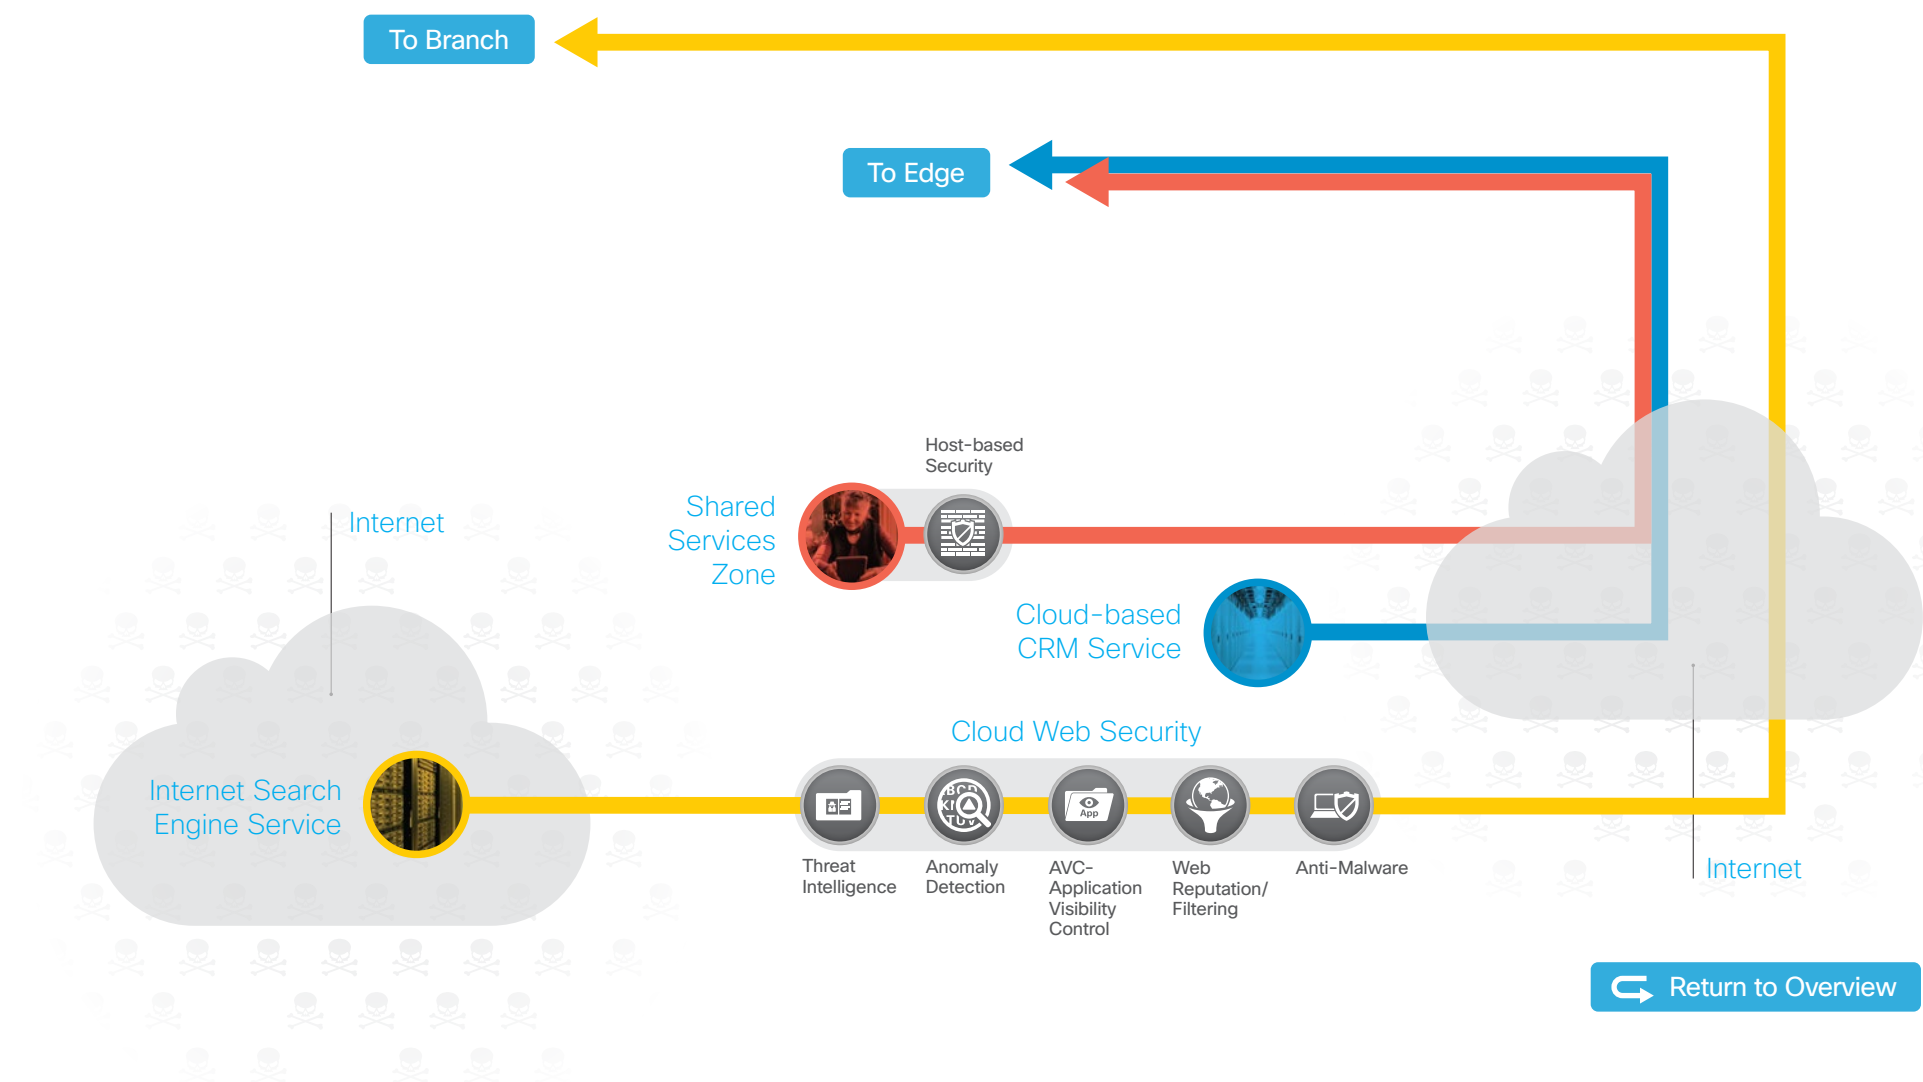 To Branch
To Edge
Host-based
Security
Shared
Services
Zone
Internet
Cloud-based
CRM Service
Cloud Web Security
Internet Search
Engine Service
BCD
App
Threat
Intelligence
Anomaly
Detection
AVC-
Application
Visibility
Control
Web
Reputation/
Filtering
Anti-Malware
Internet
Return to Overview